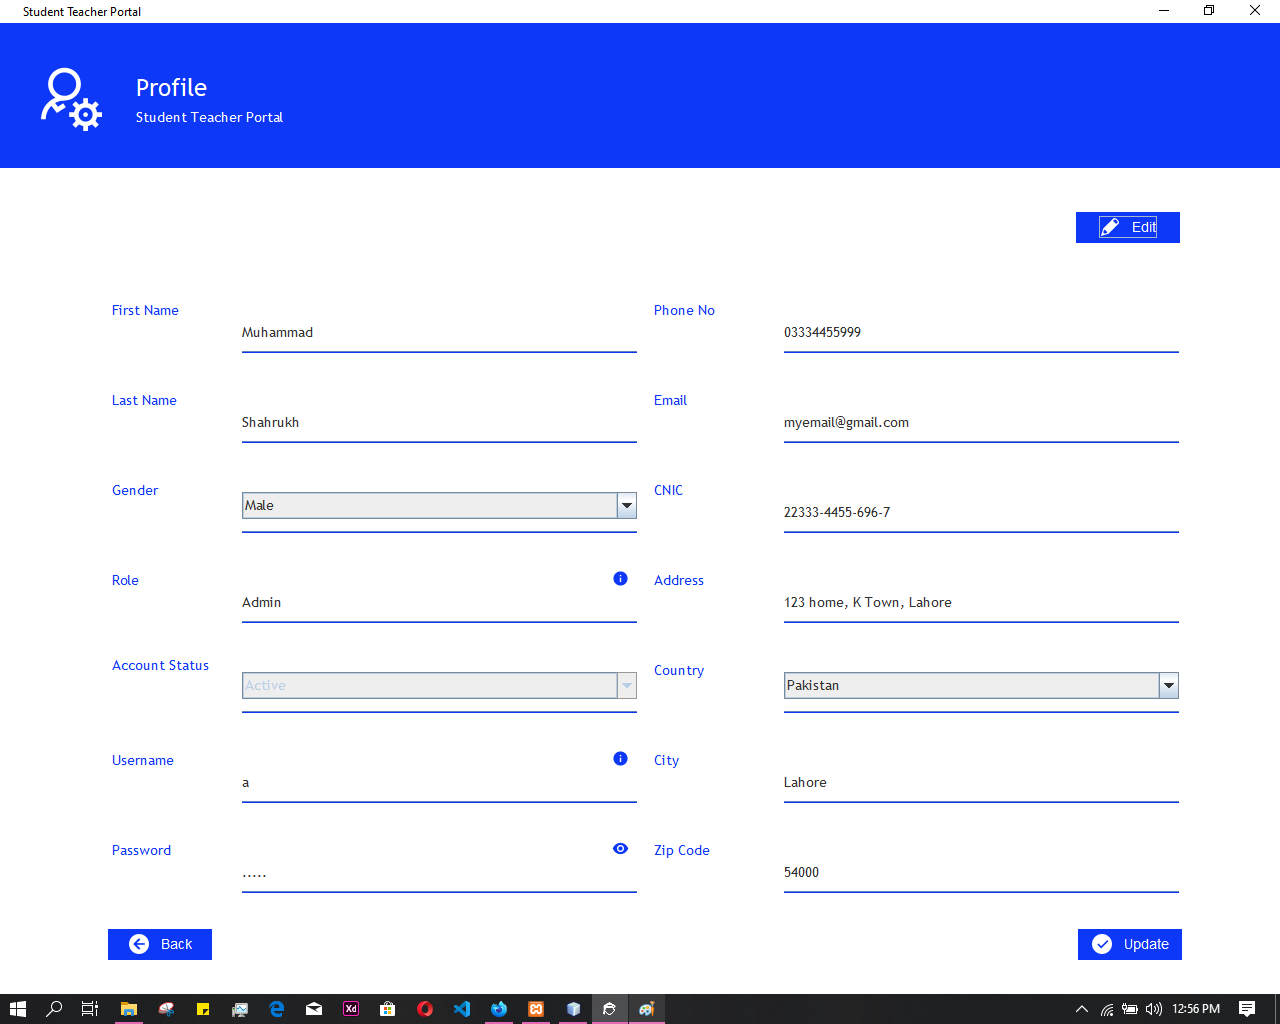 Student Teacher Portal
Profile
Student Teacher Portal
Edit
First Name
Muhammad
Phone No
03334455999
Last Name
Shahrukh
Email
myemail@gmail.com
Gender
Male
CNIC
22333-4455-696-7
Role
Admin
Address
123 home, K Town, Lahore
Account Status
Active
Country
Pakistan
Username
a
City
Lahore
Password
.....
Zip Code
54000
Back
Update
Xd
12:56 PM